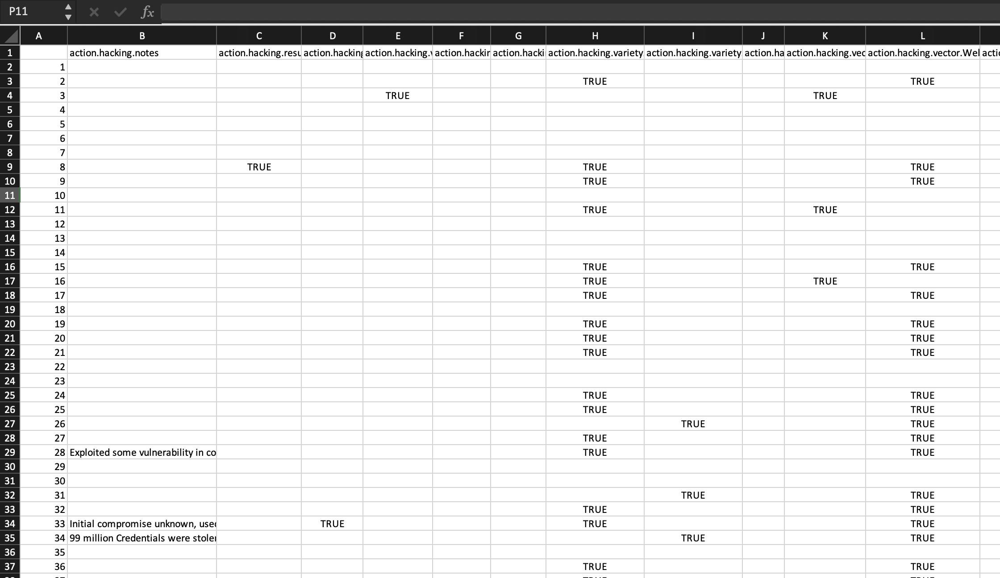 P11 fx
A B C D E F G H I J K L
1 action.hacking.notes action.hacking.resu action.hacking action.hacking.v action.hackin action.hacki action.hacking.variety action.hacking.variety action.ha action.hacking.vec action.hacking.vector.Wel actio
2 1
3 2 TRUE TRUE
4 3 TRUE TRUE
5 4
6 5
7 6
8 7
9 8 TRUE TRUE TRUE
10 9 TRUE TRUE
11 10
12 11 TRUE TRUE
13 12
14 13
15 14
16 15 TRUE TRUE
17 16 TRUE TRUE
18 17 TRUE TRUE
19 18
20 19 TRUE TRUE
21 20 TRUE TRUE
22 21 TRUE TRUE
23 22
24 23
25 24 TRUE TRUE
26 25 TRUE TRUE
27 26 TRUE TRUE
28 27 TRUE TRUE
29 28 Exploited some vulnerability in co TRUE TRUE
30 29
31 30
32 31 TRUE TRUE
33 32 TRUE TRUE
34 33 Initial compromise unknown, used TRUE TRUE TRUE
35 34 99 million Credentials were stolen TRUE TRUE
36 35
37 36 TRUE TRUE